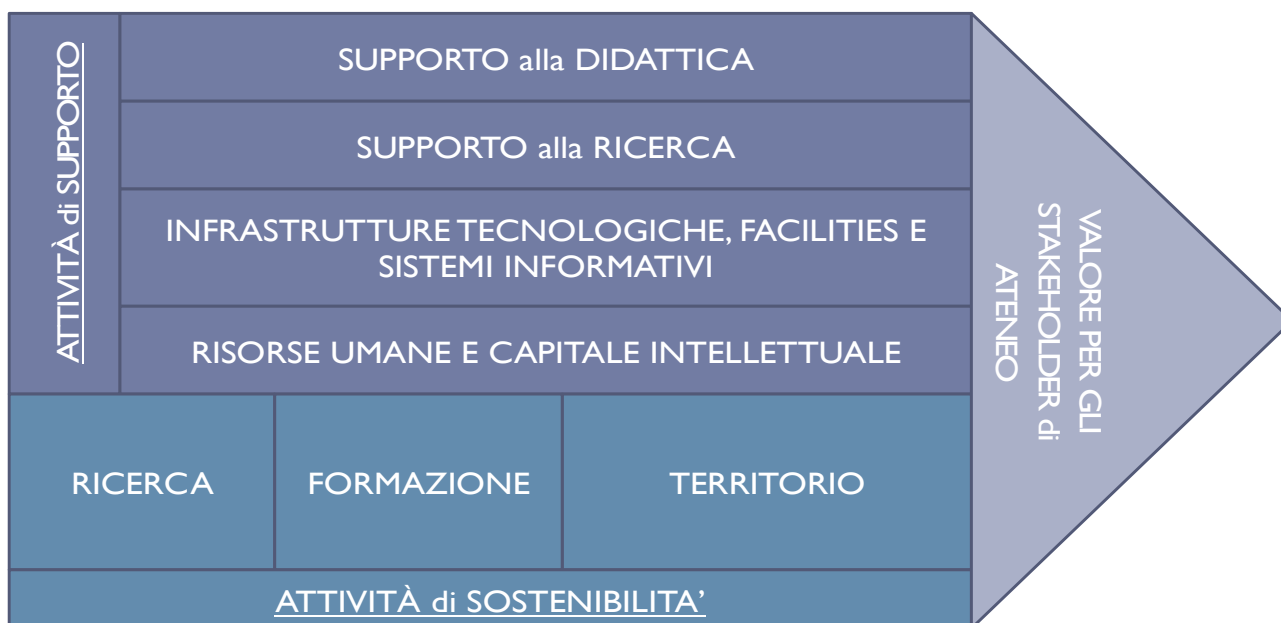 ATTIVITÀ di SUPPORTO
SUPPORTO alla DIDATTICA
SUPPORTO alla RICERCA
INFRASTRUTTURE TECNOLOGICHE, FACILITIES E
SISTEMI INFORMATIVI
RISORSE UMANE E CAPITALE INTELLETTUALE
RICERCA
FORMAZIONE
TERRITORIO
ATTIVITÀ di SOSTENIBILITA’
VALORE PER GLI
STAKEHOLDER di
ATENEO